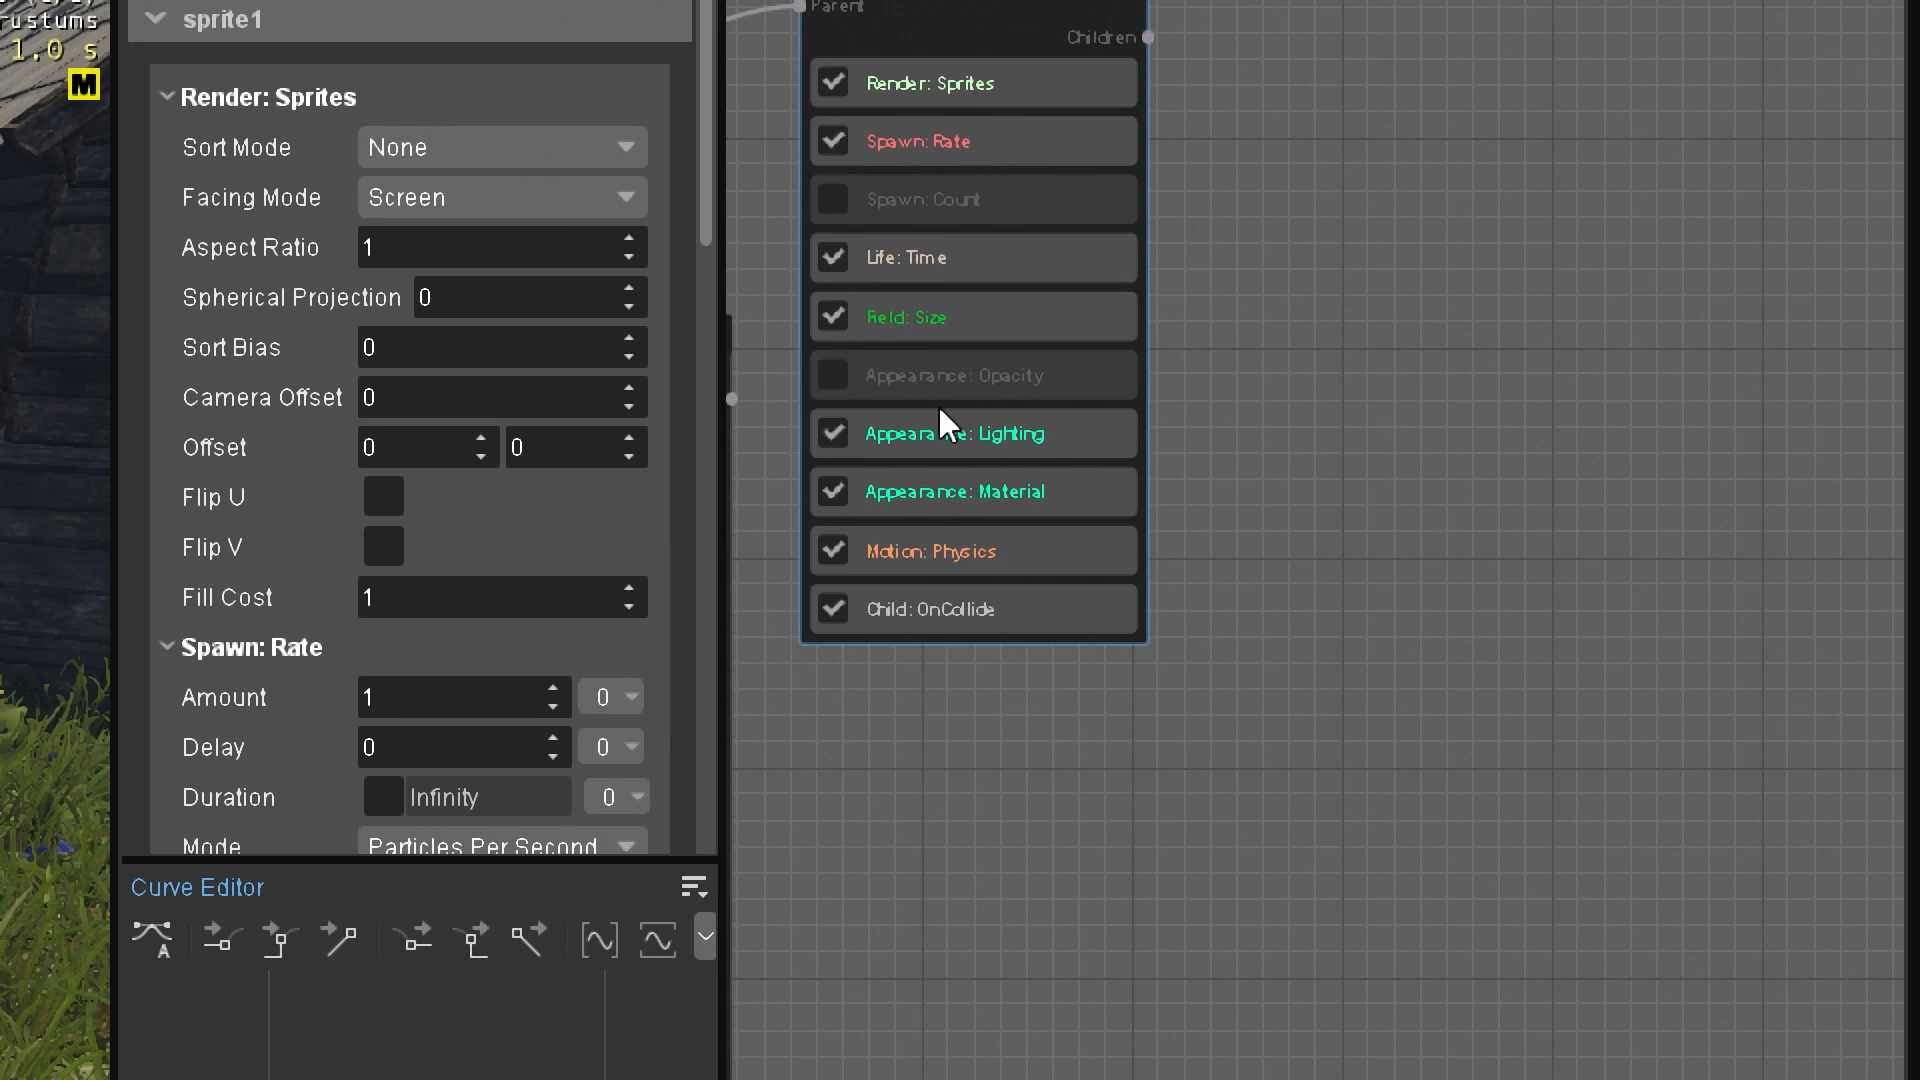 rustums
1.0 s
M
sprite1
Render: Sprites
Sort Mode None
Facing Mode Screen
Aspect Ratio 1
Spherical Projection 0
Sort Bias 0
Camera Offset 0
Offset 0 0
Flip U
Flip V
Fill Cost 1
Spawn: Rate
Amount 1 0
Delay 0 0
Duration Infinity 0
Mode Particles Per Second
Curve Editor
Parent
Children
Render: Sprites
Spawn: Rate
Spawn: Count
Life: Time
Field: Size
Appearance: Opacity
Appearance: Lighting
Appearance: Material
Motion: Physics
Child: OnCollide